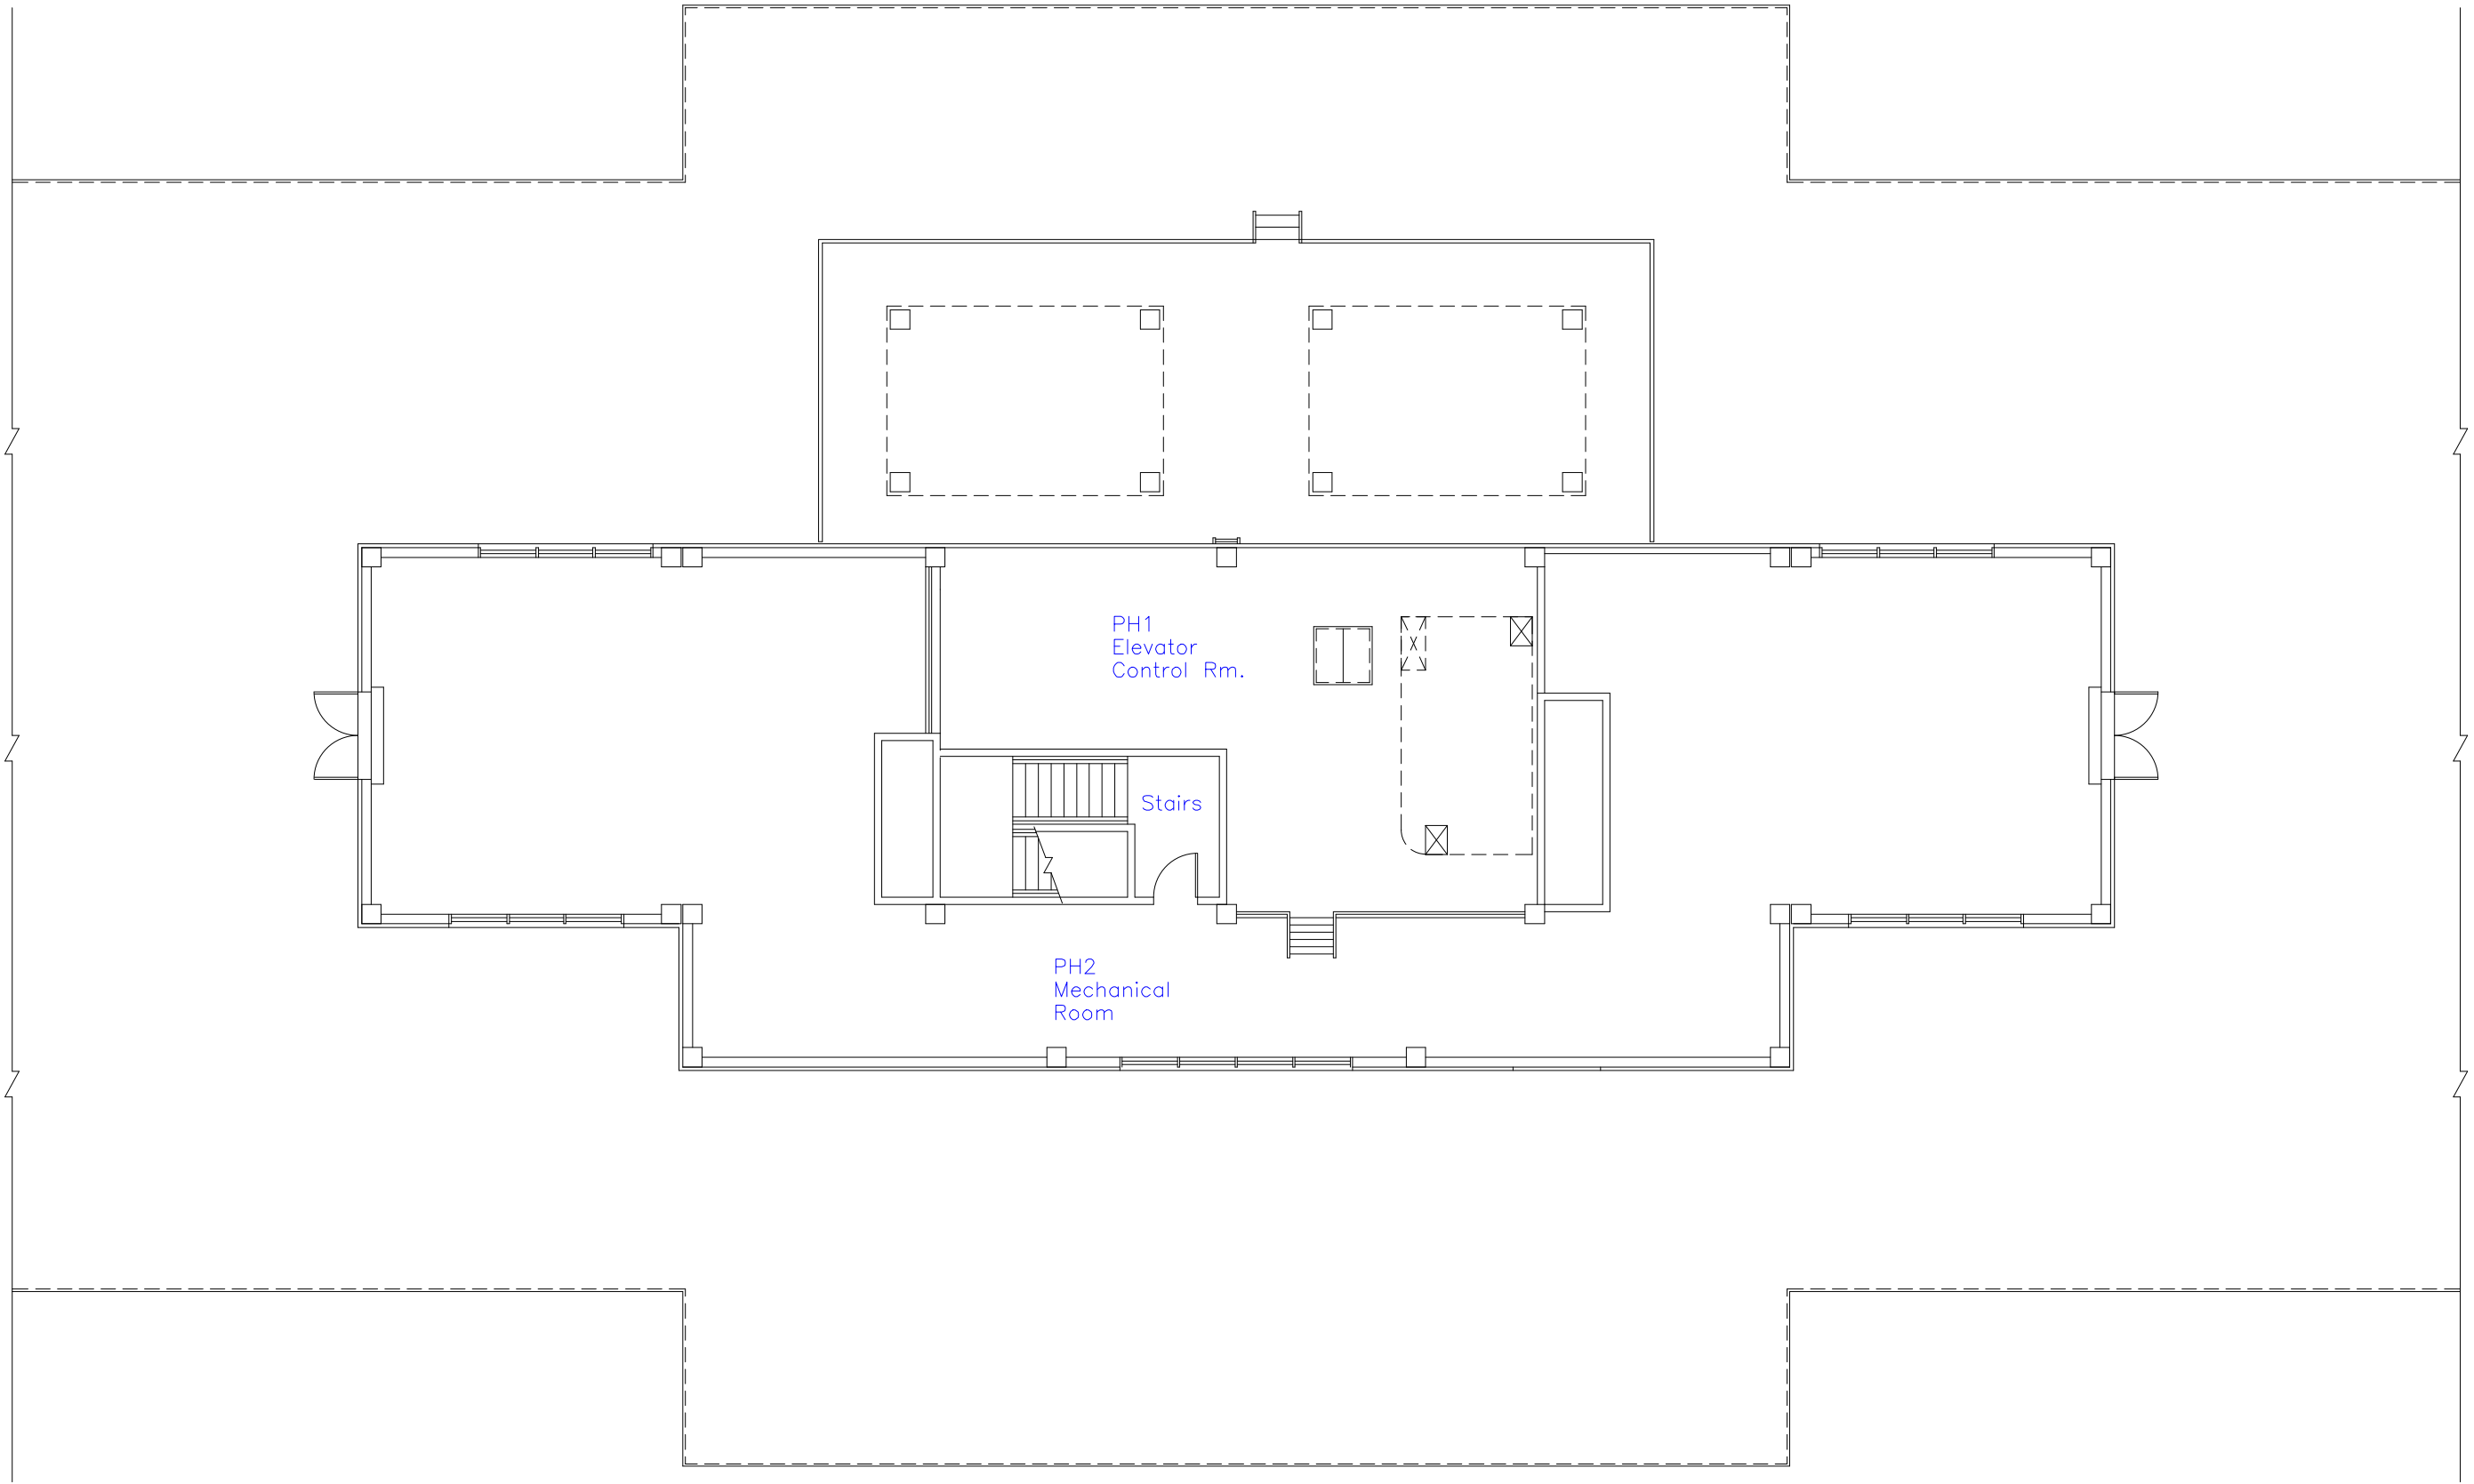 PH1
Elevator
Control Rm.
Stairs
PH2
Mechanical
Room